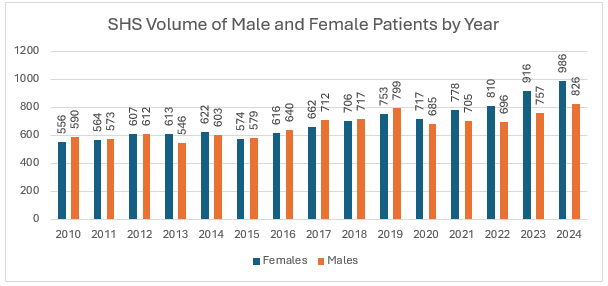 SHS Volume of Male and Female Patients by Year
1200
1000
800
600
400
200
0
556 590 564 573 607 612 613 546 622 603 574 579 616 640 662 712 706 717 753 799 717 685 778 705 810 696 916 757 986 826
2010 2011 2012 2013 2014 2015 2016 2017 2018 2019 2020 2021 2022 2023 2024
Females Males